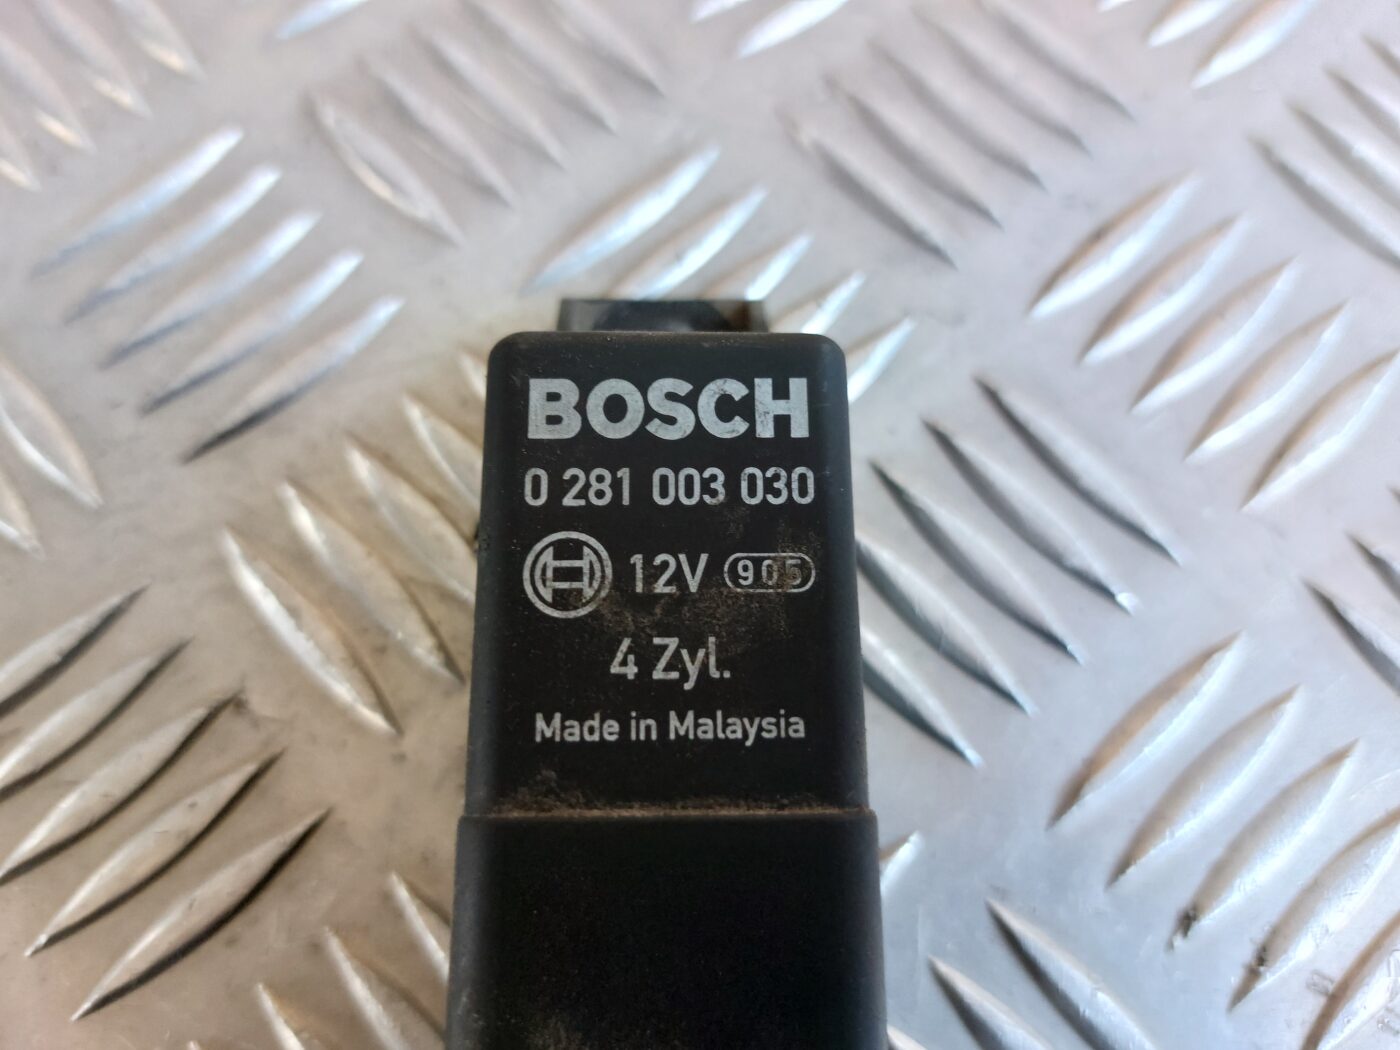 BOSCH
0 281 003 030
12V 905
4 Zyl.
Made in Malaysia